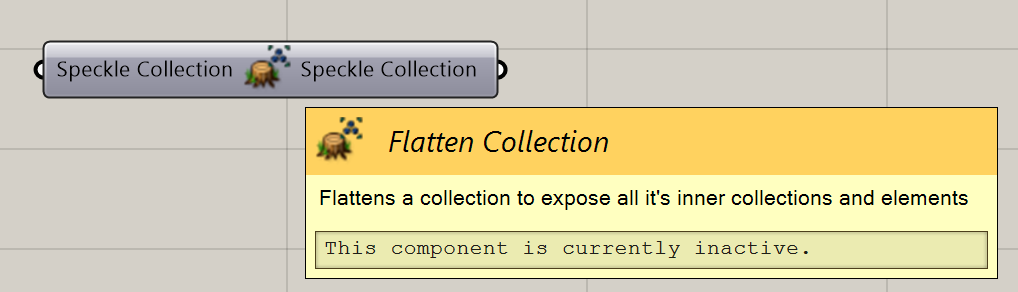 Speckle Collection Speckle Collection
Flatten Collection
Flattens a collection to expose all it's inner collections and elements
This component is currently inactive.